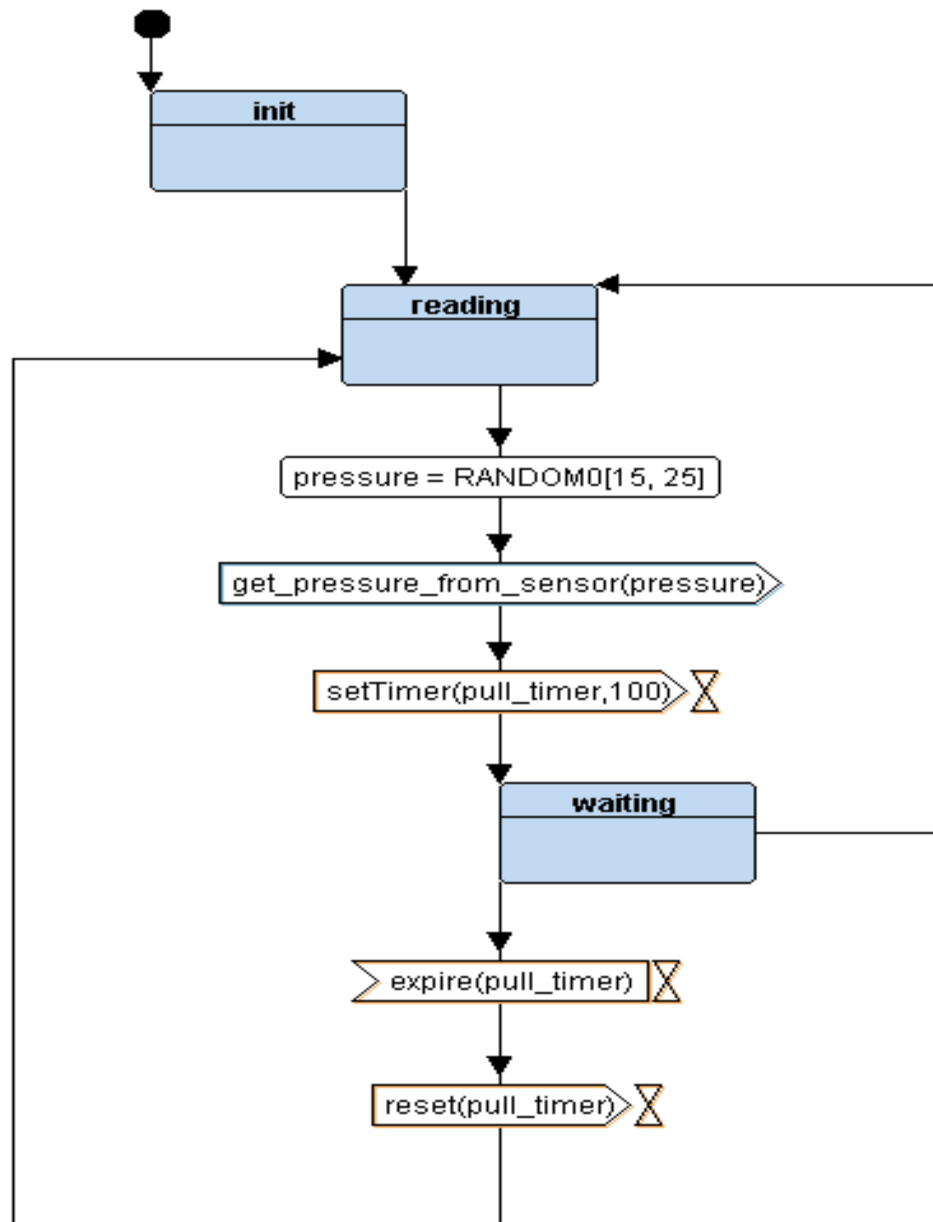 init
reading
pressure = RANDOM0[15, 25]
get_pressure_from_sensor(pressure)
setTimer(pull_timer,100)
waiting
expire(pull_timer)
reset(pull_timer)